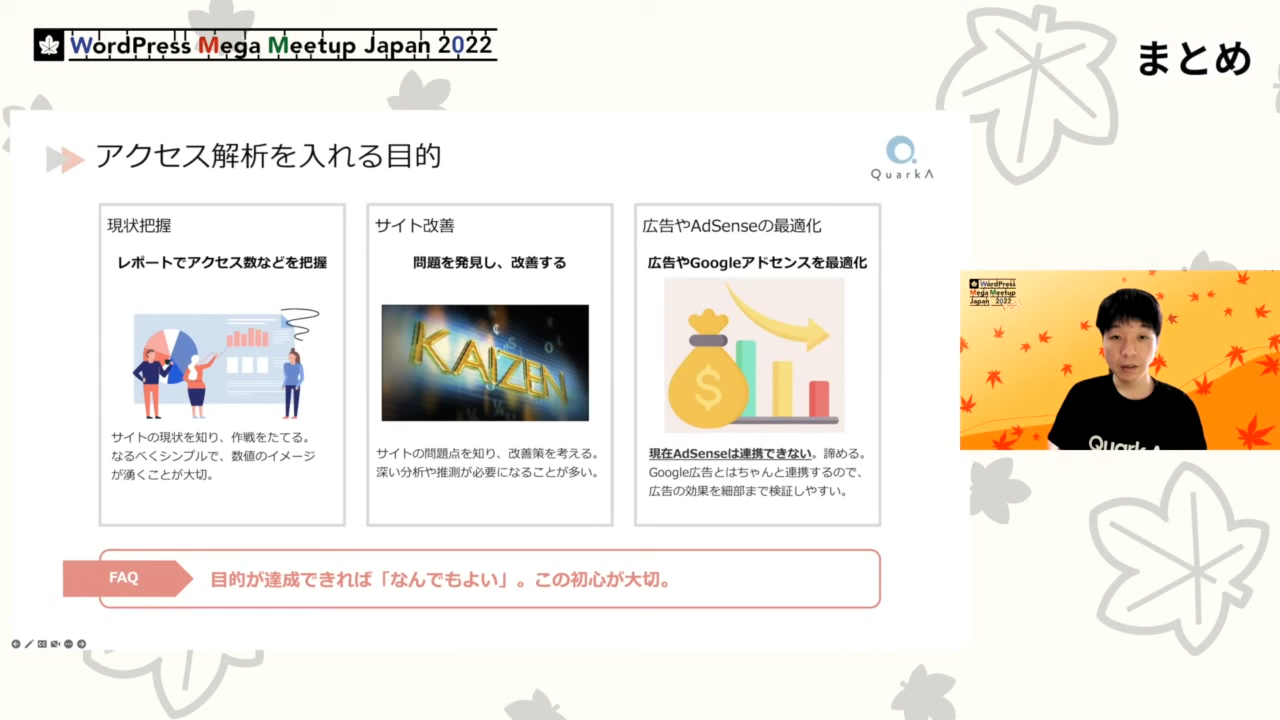 WordPress Mega Meetup Japan 2022
まとめ
アクセス解析を入れる目的
QuarkA
現状把握
レポートでアクセス数などを把握
サイトの現状を知り、作戦をたてる。
なるべくシンプルで、数値のイメージ
が湧くことが大切。
サイト改善
問題を発見し、改善する
KAIZEN
サイトの問題点を知り、改善策を考える。
深い分析や推測が必要になることが多い。
広告やAdSenseの最適化
広告やGoogleアドセンスを最適化
$
現在AdSenseは連携できない。諦める。
Google広告とはちゃんと連携するので、
広告の効果を細部まで検証しやすい。
FAQ
目的が達成できれば「なんでもよい」。この初心が大切。
WordPress
Mega Meetup
Japan 2022
QuarkA